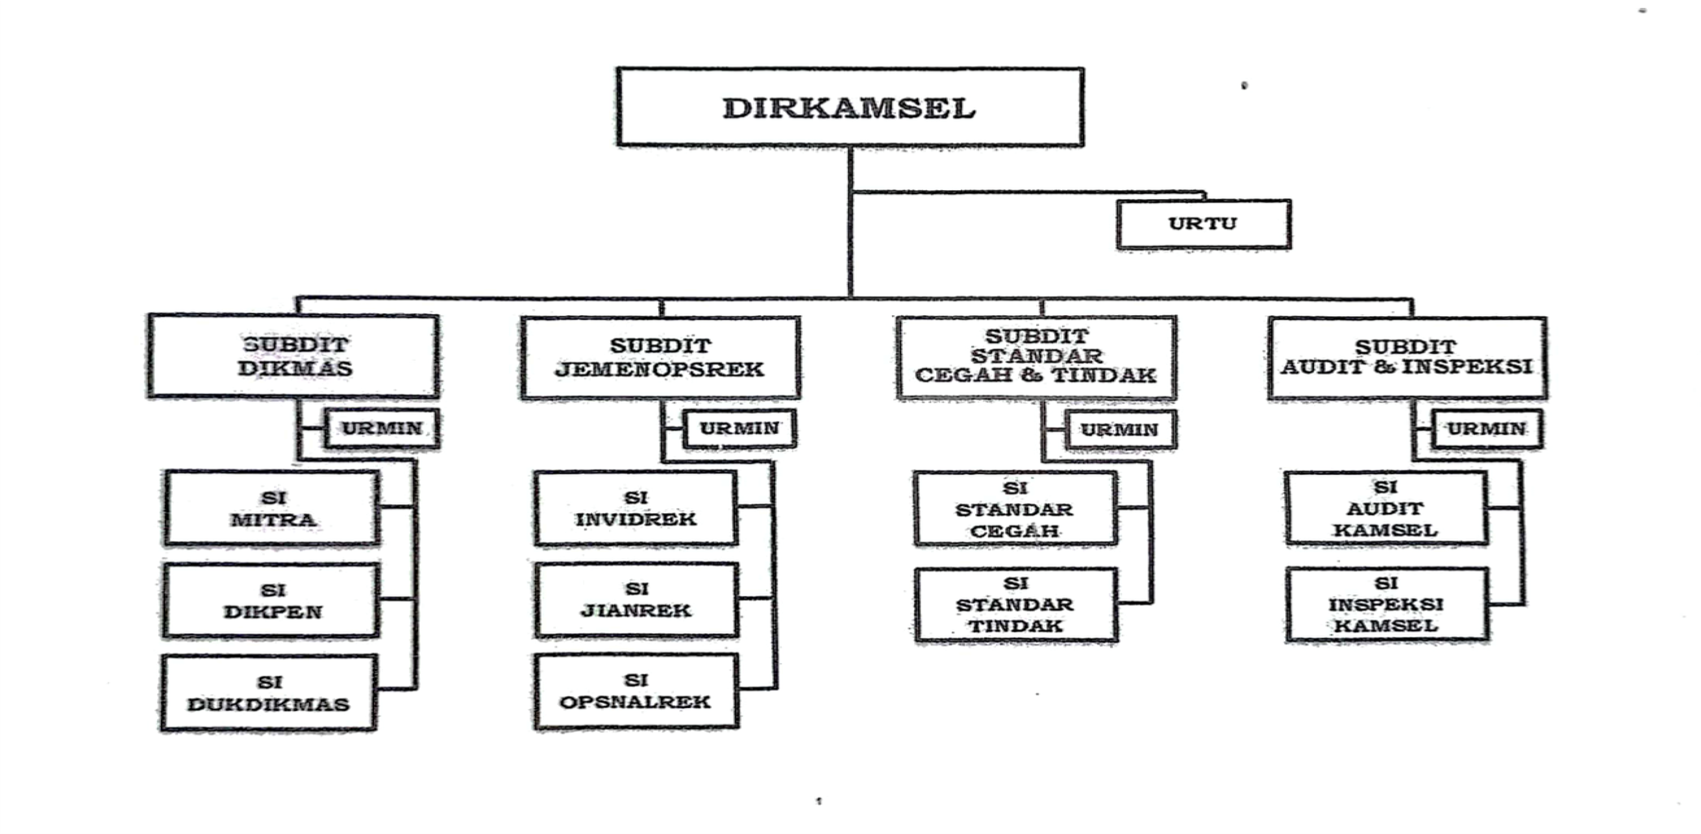 DIRKAMSEL
URTU
SUBDIT
DIKMAS
SUBDIT
JEMENOPSREK
SUBDIT
STANDAR
CEGAH & TINDAK
SUBDIT
AUDIT & INSPEKSI
URMIN
URMIN
URMIN
URMIN
SI
MITRA
SI
INVIDREK
SI
STANDAR
CEGAH
SI
AUDIT
KAMSEL
SI
DIKPEN
SI
JIANREK
SI
STANDAR
TINDAK
SI
INSPEKSI
KAMSEL
SI
DUKDIKMAS
SI
OPSNALREK